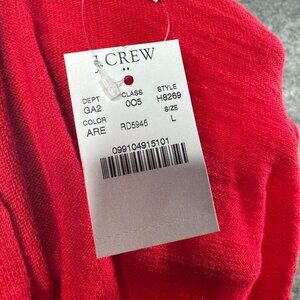 J.CREW
DEPT CLASS STYLE
GA2 005 H8269
COLOR SIZE
ARE RD5945 L
099104915101